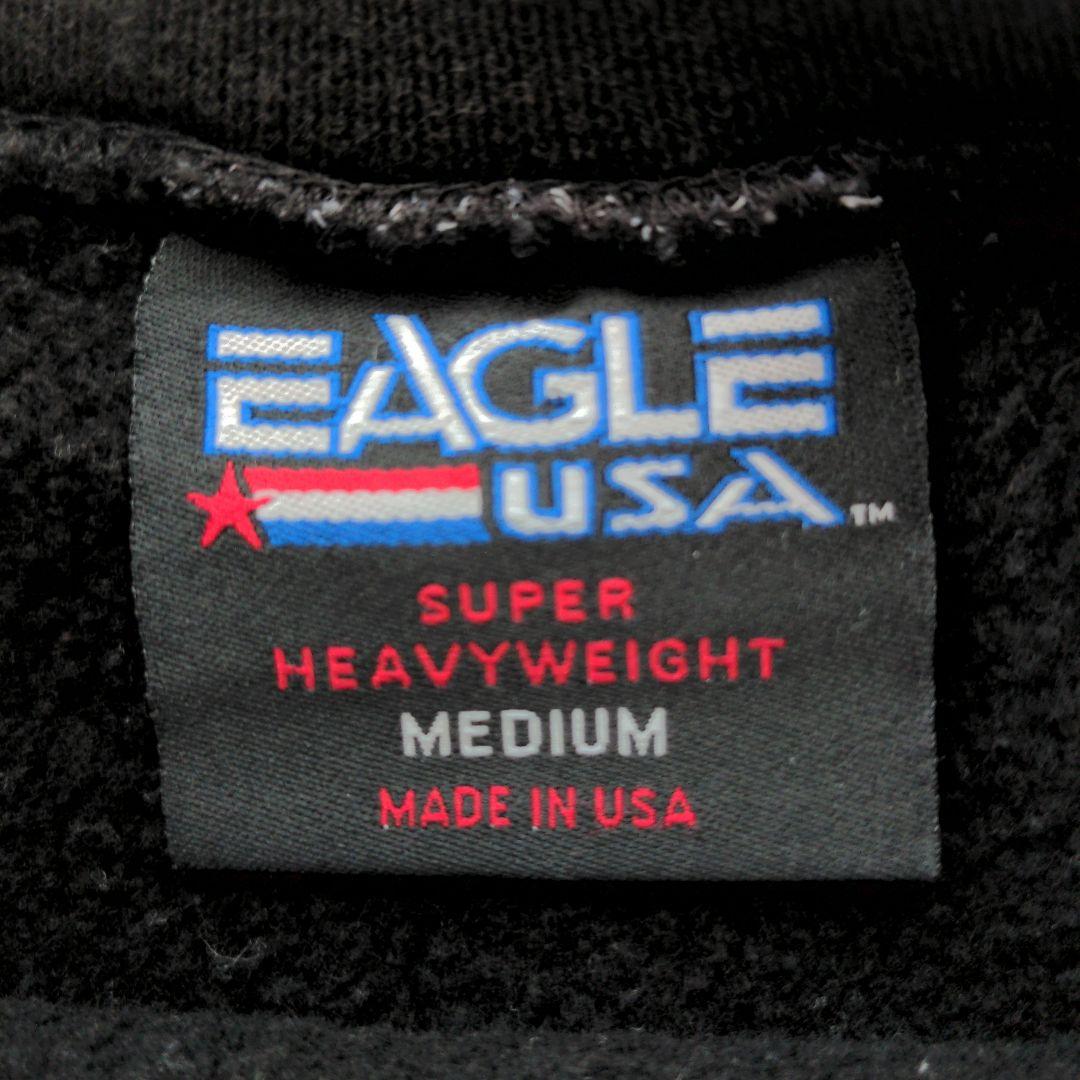 EAGLE
USA™
SUPER
HEAVYWEIGHT
MEDIUM
MADE IN USA